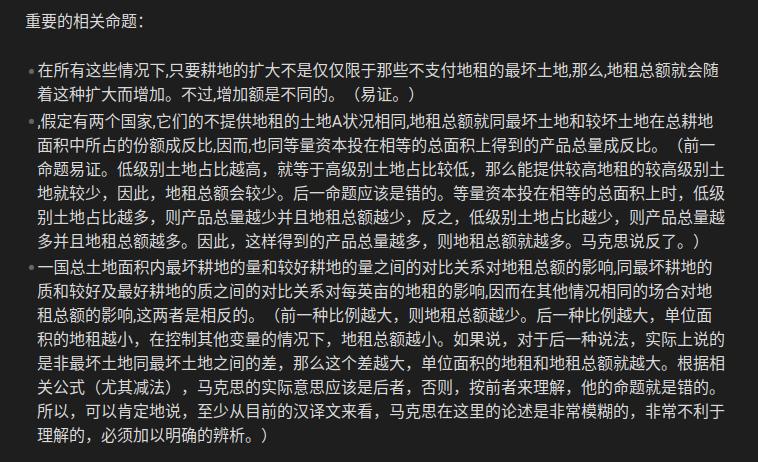 重要的相关命题：
•在所有这些情况下,只要耕地的扩大不是仅仅限于那些不支付地租的最坏土地,那么,地租总额就会随
着这种扩大而增加。不过,增加额是不同的。（易证。）
•,假定有两个国家,它们的不提供地租的土地A状况相同,地租总额就同最坏土地和较坏土地在总耕地
面积中所占的份额成反比,因而,也同等量资本投在相等的总面积上得到的产品总量成反比。（前一
命题易证。低级别土地占比越高，就等于高级别土地占比较低，那么能提供较高地租的较高级别土
地就较少，因此，地租总额会较少。后一命题应该是错的。等量资本投在相等的总面积上时，低级
别土地占比越多，则产品总量越少并且地租总额越少，反之，低级别土地占比越少，则产品总量越
多并且地租总额越多。因此，这样得到的产品总量越多，则地租总额就越多。马克思说反了。）
•一国总土地面积内最坏耕地的量和较好耕地的量之间的对比关系对地租总额的影响,同最坏耕地的
质和较好及最好耕地的质之间的对比关系对每英亩的地租的影响,因而在其他情况相同的场合对地
租总额的影响,这两者是相反的。（前一种比例越大，则地租总额越少。后一种比例越大，单位面
积的地租越小，在控制其他变量的情况下，地租总额越小。如果说，对于后一种说法，实际上说的
是非最坏土地同最坏土地之间的差，那么这个差越大，单位面积的地租和地租总额就越大。根据相
关公式（尤其减法），马克思的实际意思应该是后者，否则，按前者来理解，他的命题就是错的。
所以，可以肯定地说，至少从目前的汉译文来看，马克思在这里的论述是非常模糊的，非常不利于
理解的，必须加以明确的辨析。）